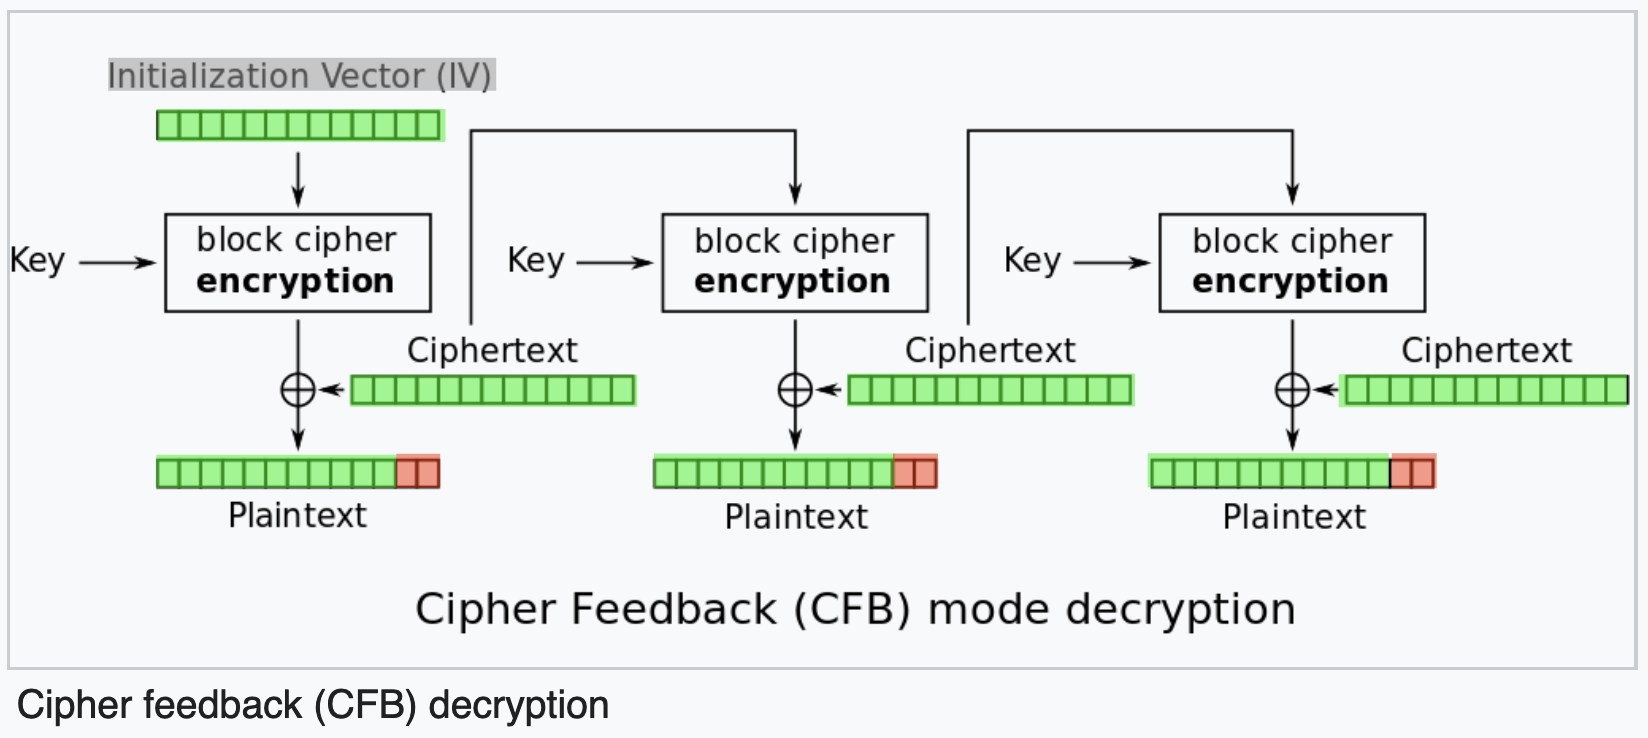 Initialization Vector (IV)
Key
block cipher
encryption
Ciphertext
Plaintext
Key
block cipher
encryption
Ciphertext
Plaintext
Key
block cipher
encryption
Ciphertext
Plaintext
Cipher Feedback (CFB) mode decryption
Cipher feedback (CFB) decryption